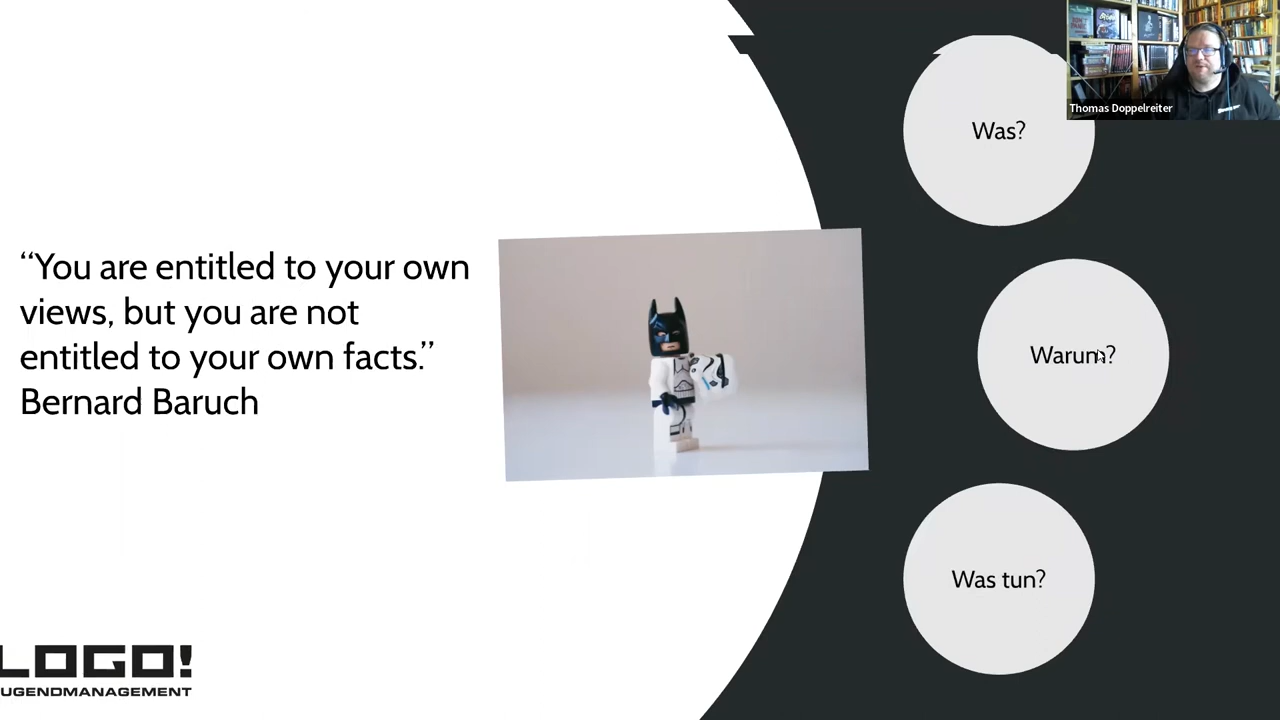 “You are entitled to your own
views, but you are not
entitled to your own facts.”
Bernard Baruch
Was?
Warum?
Was tun?
Thomas Doppelreiter
LOGO!
UGENDMANAGEMENT